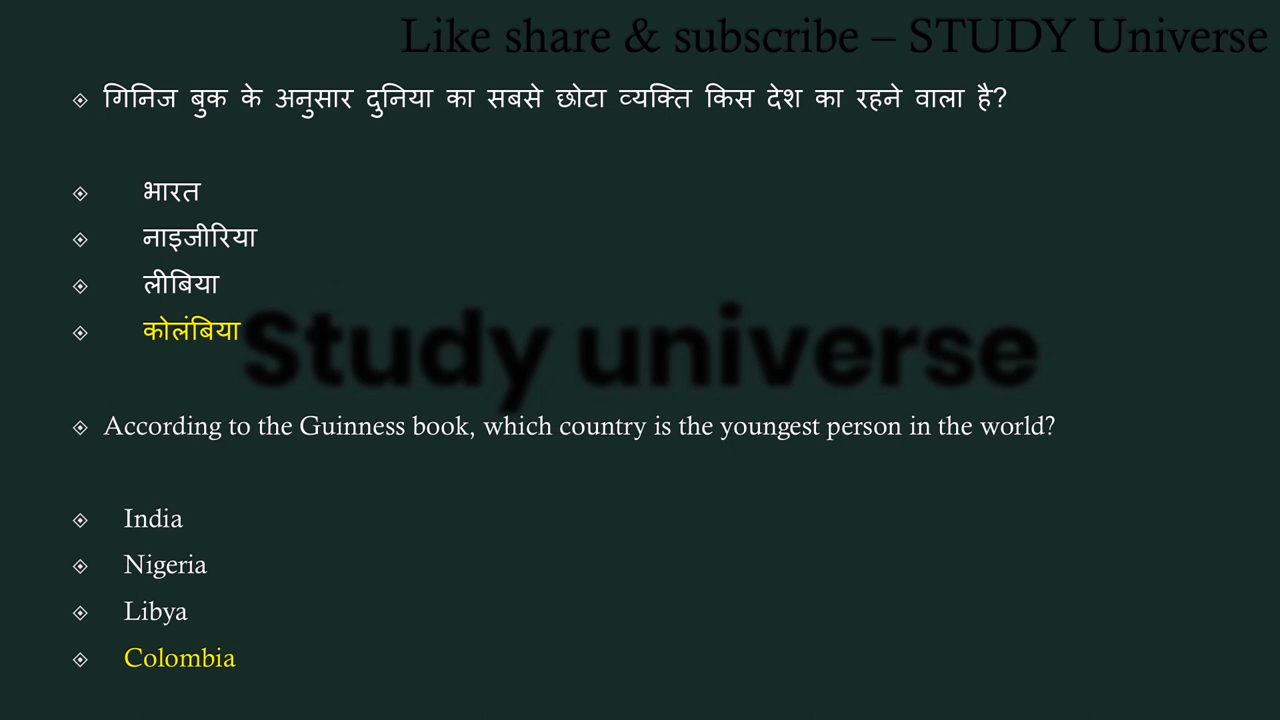 Like share & subscribe – STUDY Universe
गिनिज बुक के अनुसार दुनिया का सबसे छोटा व्यक्ति किस देश का रहने वाला है?
भारत
नाइजीरिया
लीबिया
कोलंबिया
Study universe
According to the Guinness book, which country is the youngest person in the world?
India
Nigeria
Libya
Colombia